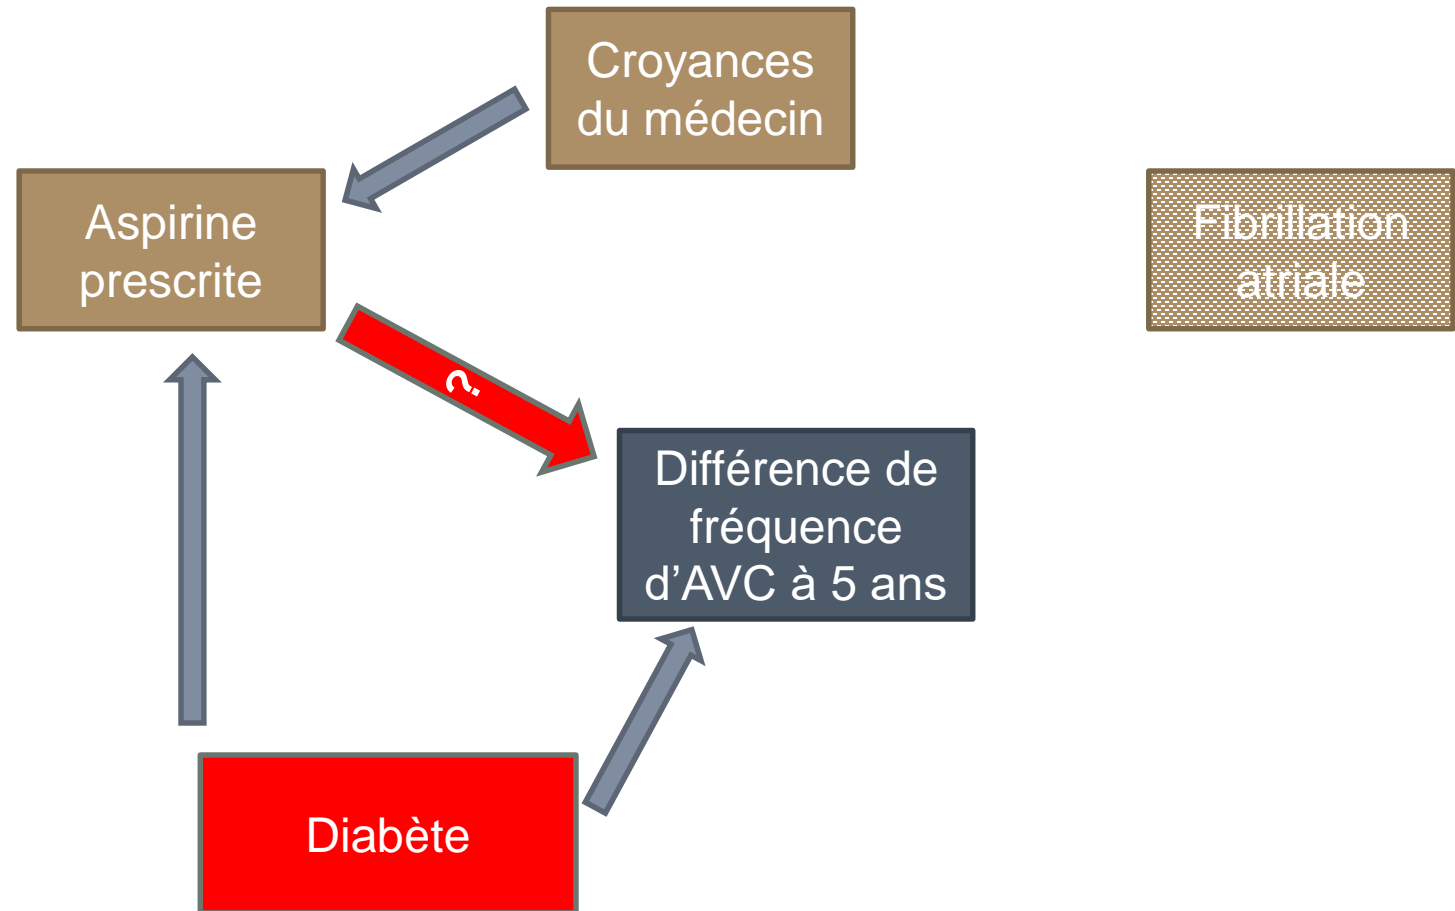 Croyances
du médecin
Aspirine
prescrite
Fibrillation
atriale
?
Différence de
fréquence
d’AVC à 5 ans
Diabète